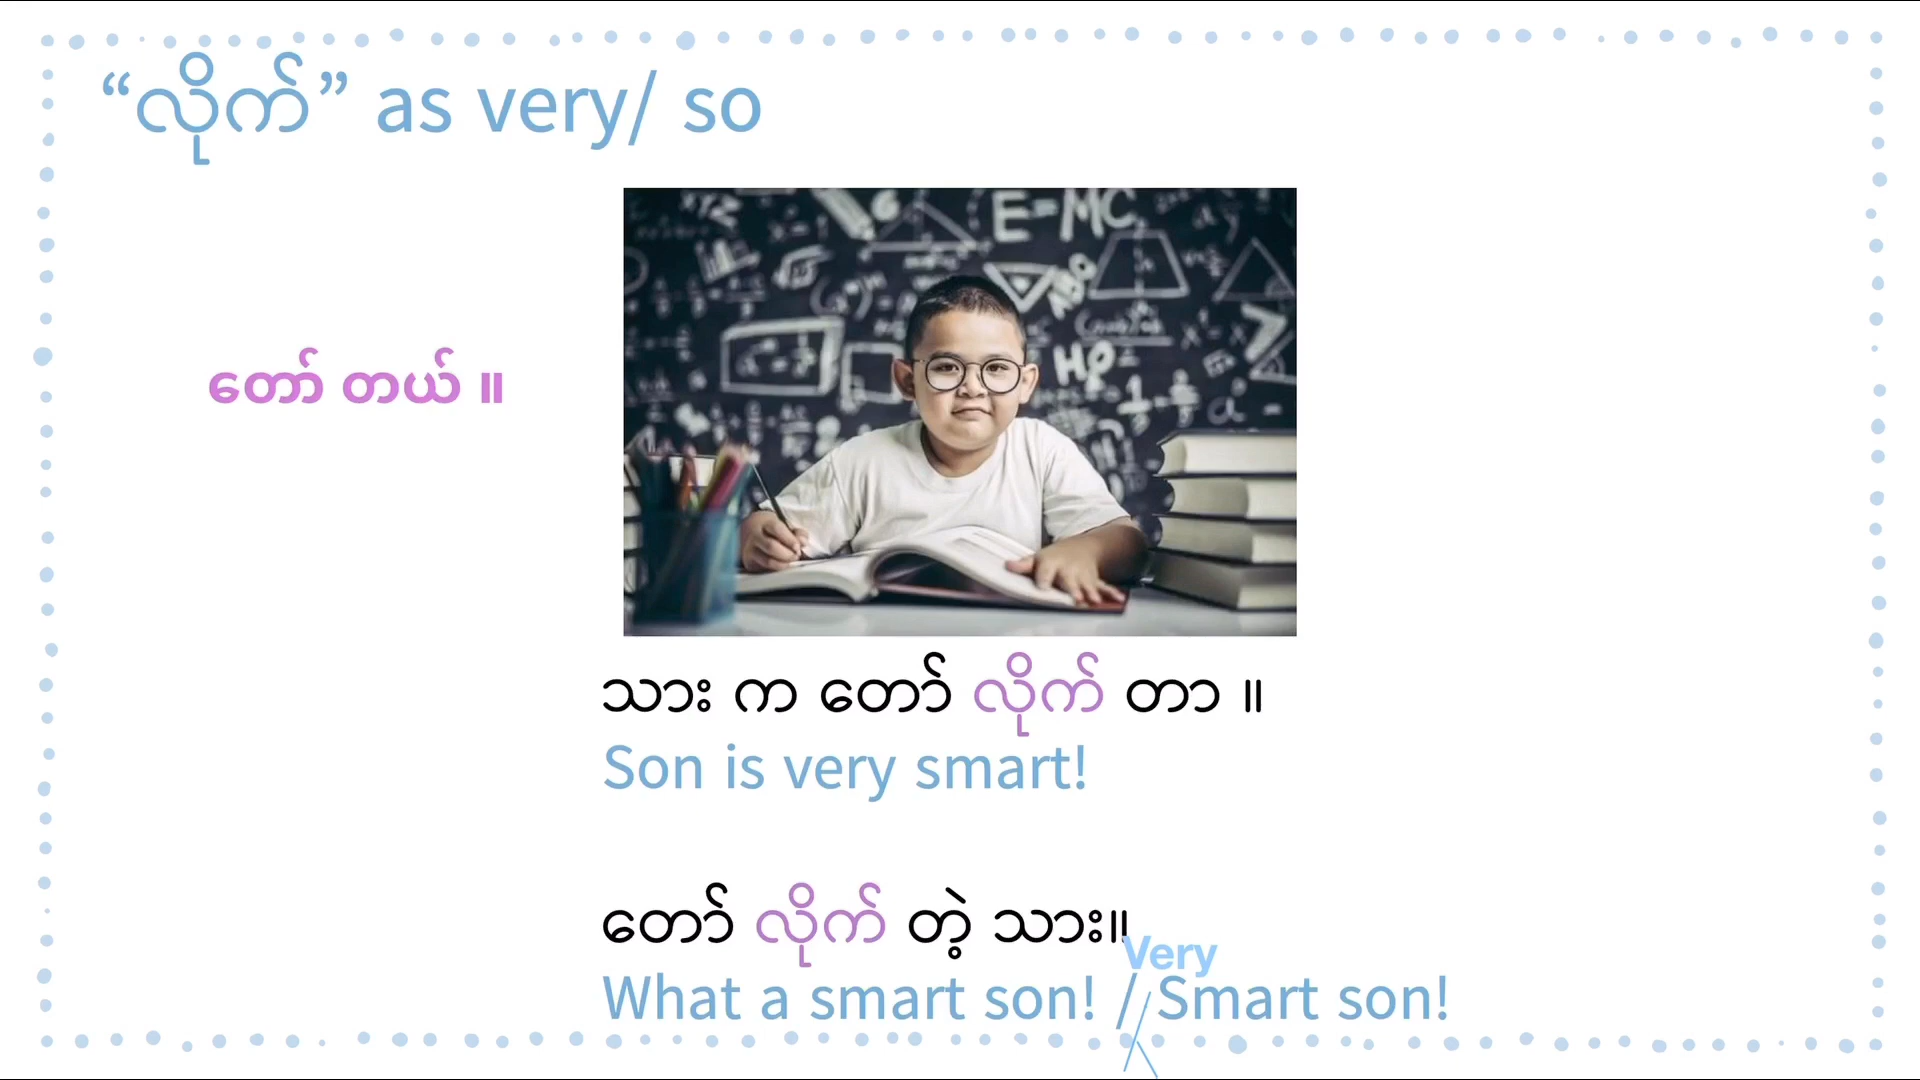 “လိုက်” as very/ so
E=MC
တော် တယ် ။
သား က တော် လိုက် တာ ။
Son is very smart!
တော် လိုက် တဲ့ သား။
Very
What a smart son! / Smart son!